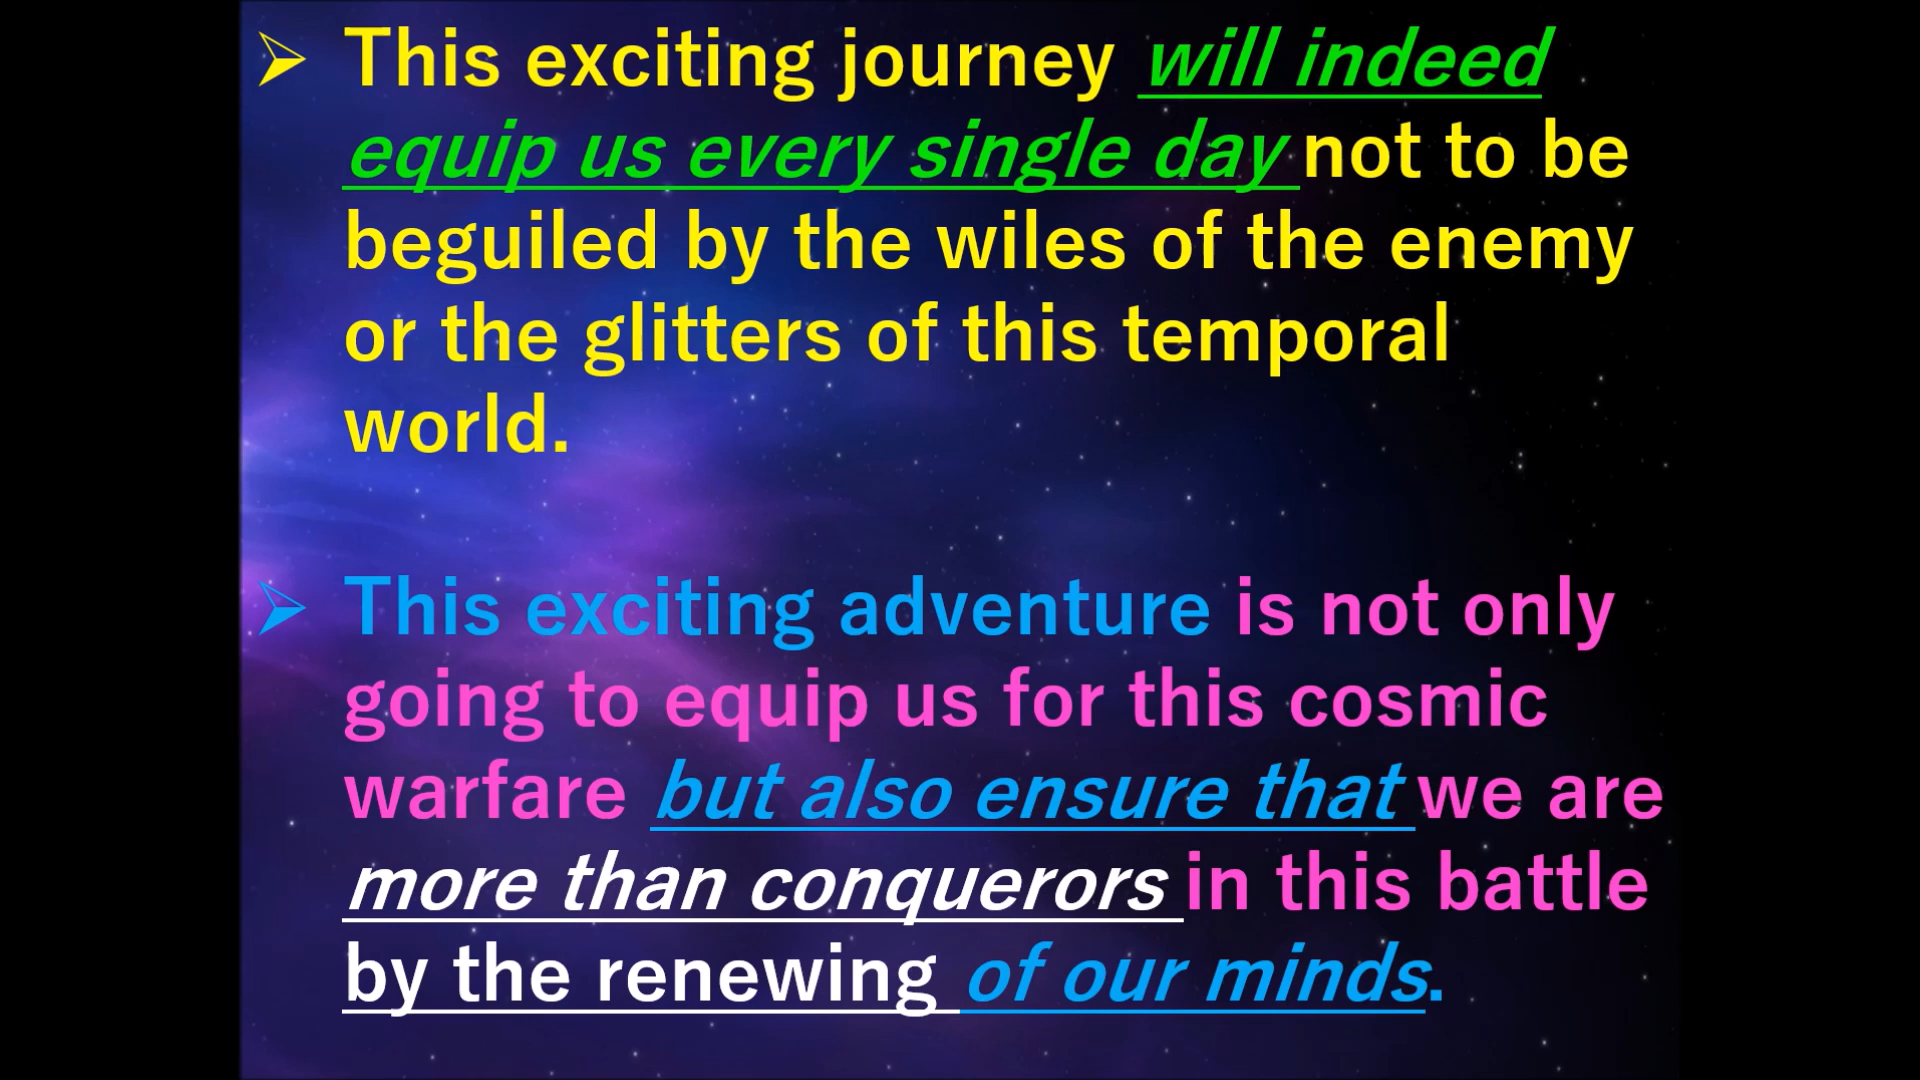 ➢ This exciting journey will indeed
equip us every single day not to be
beguiled by the wiles of the enemy
or the glitters of this temporal
world.
➢ This exciting adventure is not only
going to equip us for this cosmic
warfare but also ensure that we are
more than conquerors in this battle
by the renewing of our minds.